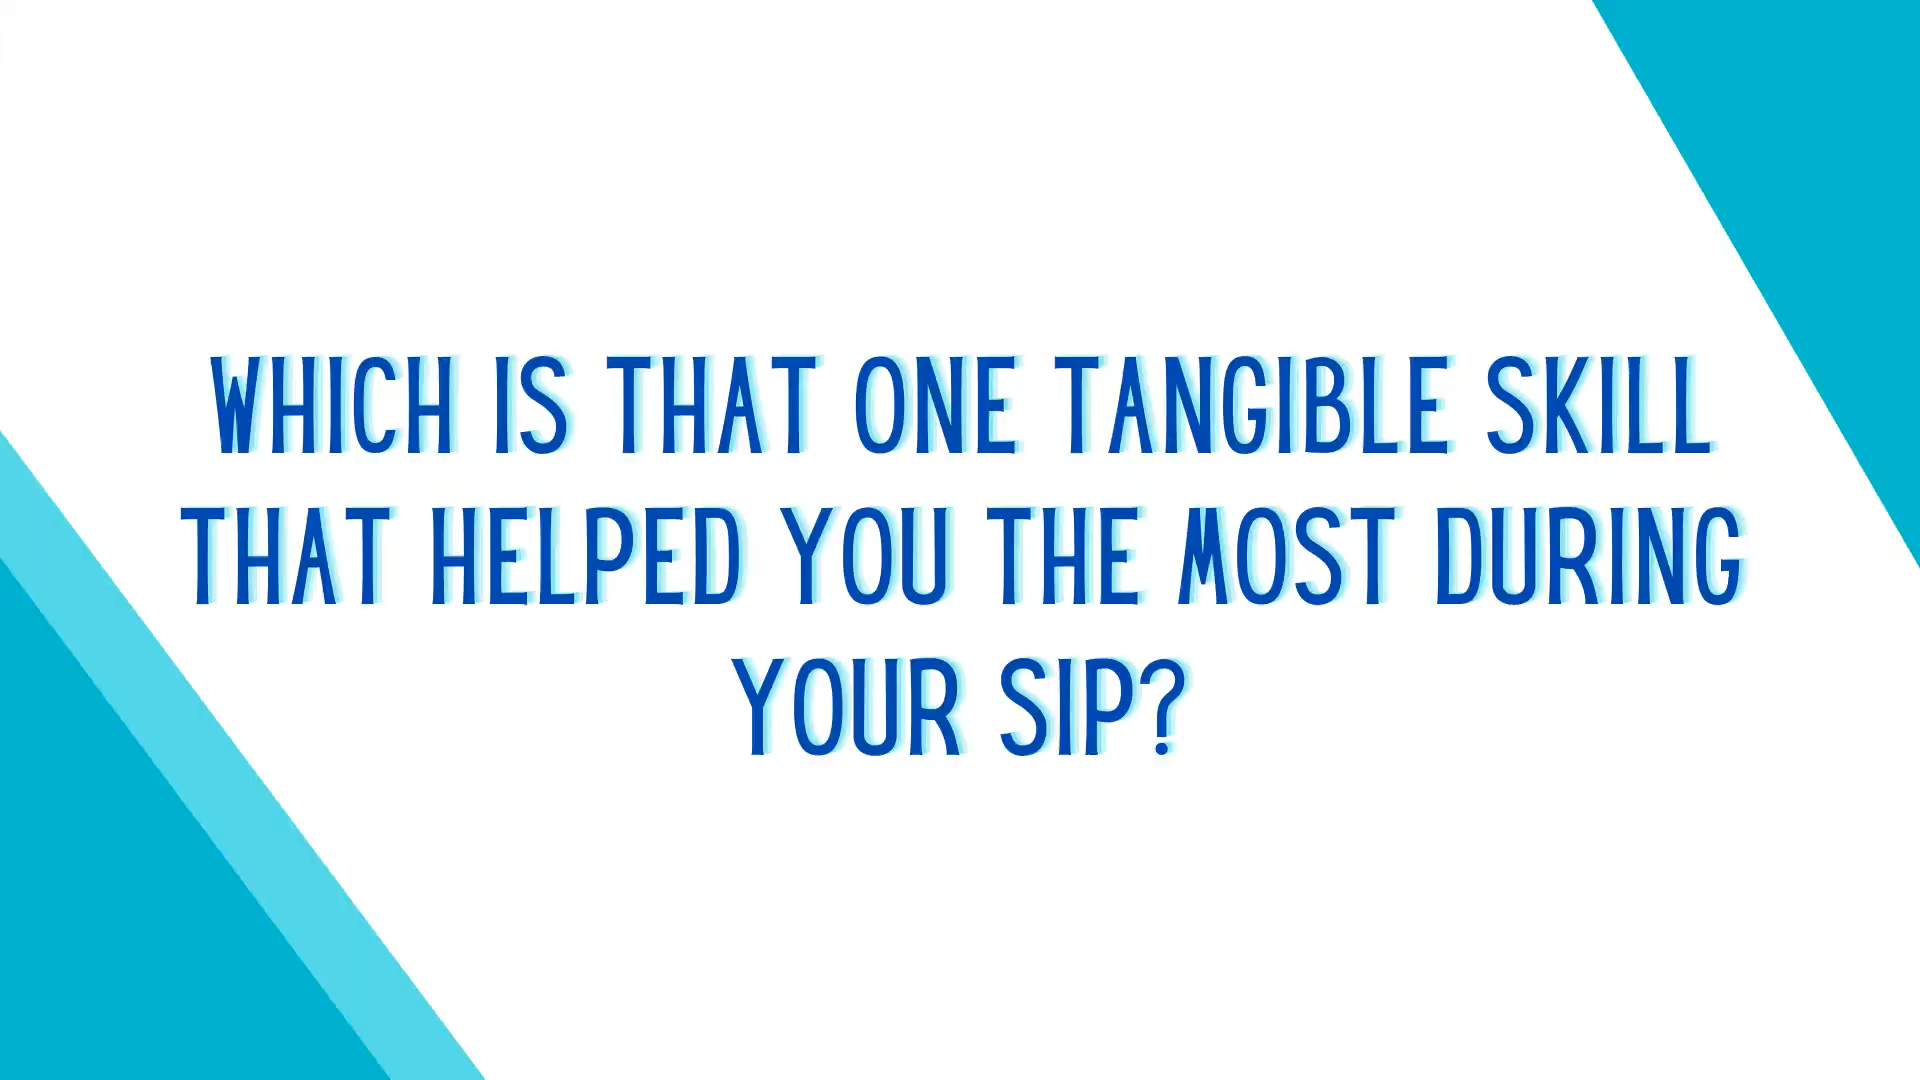 WHICH IS THAT ONE TANGIBLE SKILL
THAT HELPED YOU THE MOST DURING
YOUR SIP?